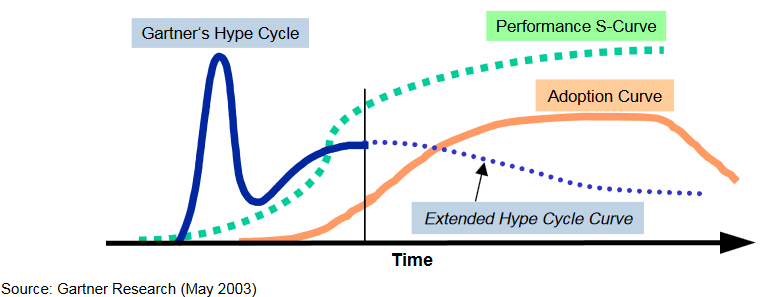 Gartner‘s Hype Cycle
Performance S-Curve
Adoption Curve
Extended Hype Cycle Curve
Time
Source: Gartner Research (May 2003)